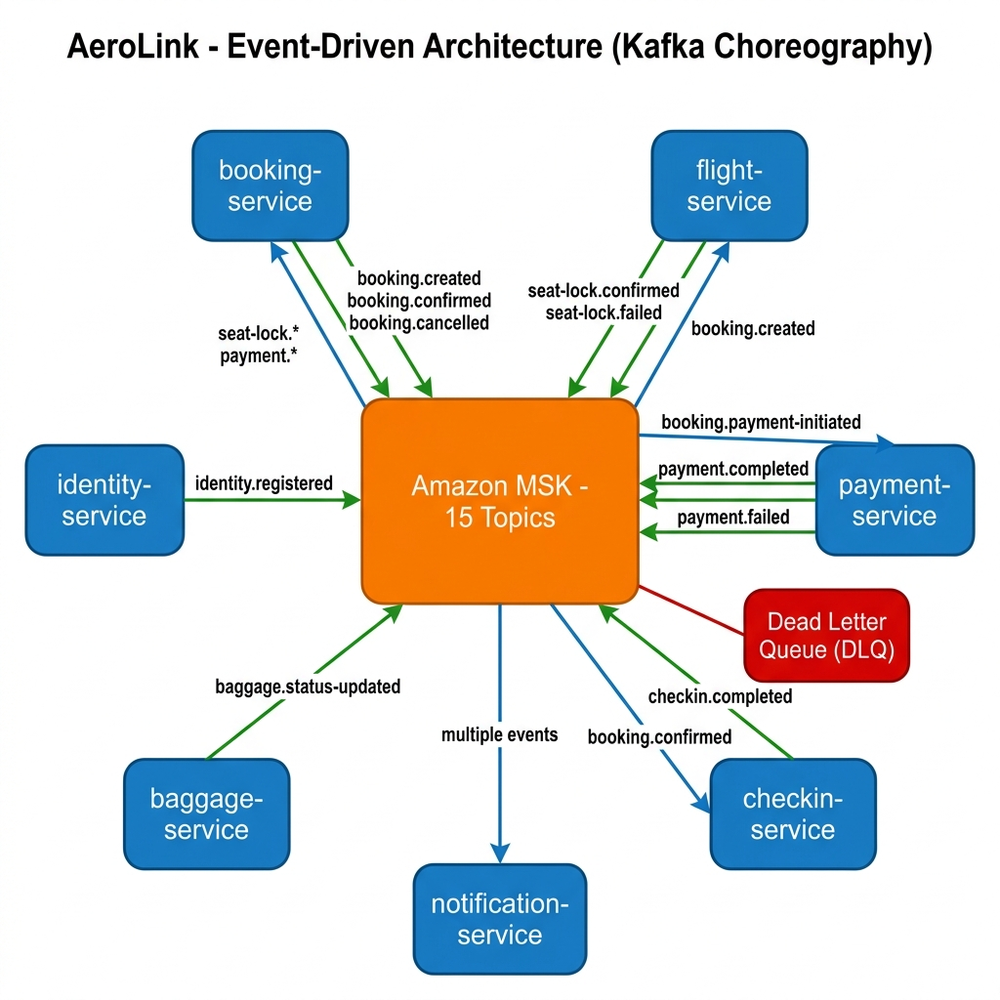 AeroLink - Event-Driven Architecture (Kafka Choreography)
booking-
service
flight-
service
booking.created
booking.confirmed
booking.cancelled
seat-lock.confirmed
seat-lock.failed
seat-lock.*
payment.*
booking.created
booking.payment-initiated
identity-
service
identity.registered
Amazon MSK -
15 Topics
payment.completed
payment.failed
payment-
service
Dead Letter
Queue (DLQ)
baggage.status-updated
checkin.completed
multiple events
booking.confirmed
baggage-
service
checkin-
service
notification-
service